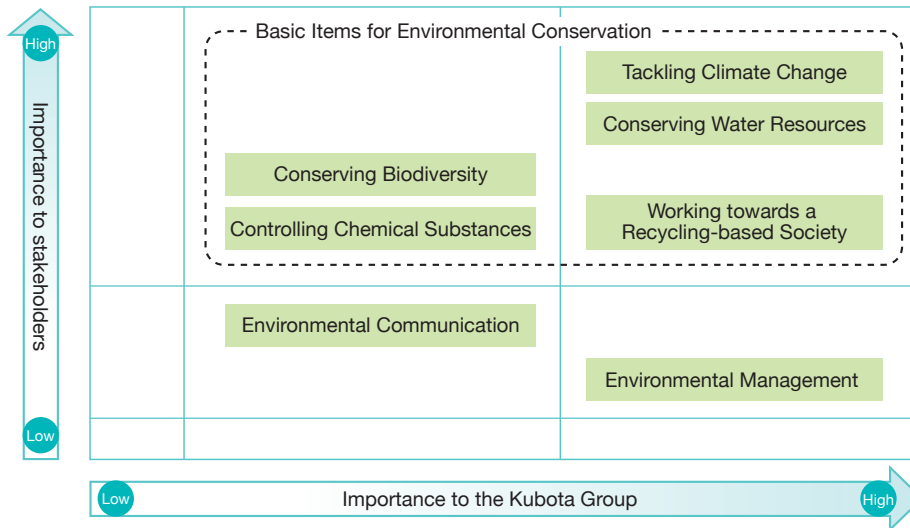 High
Importance to stakeholders
Low
Basic Items for Environmental Conservation
Tackling Climate Change
Conserving Water Resources
Conserving Biodiversity
Controlling Chemical Substances
Working towards a
Recycling-based Society
Environmental Communication
Environmental Management
Low
Importance to the Kubota Group
High